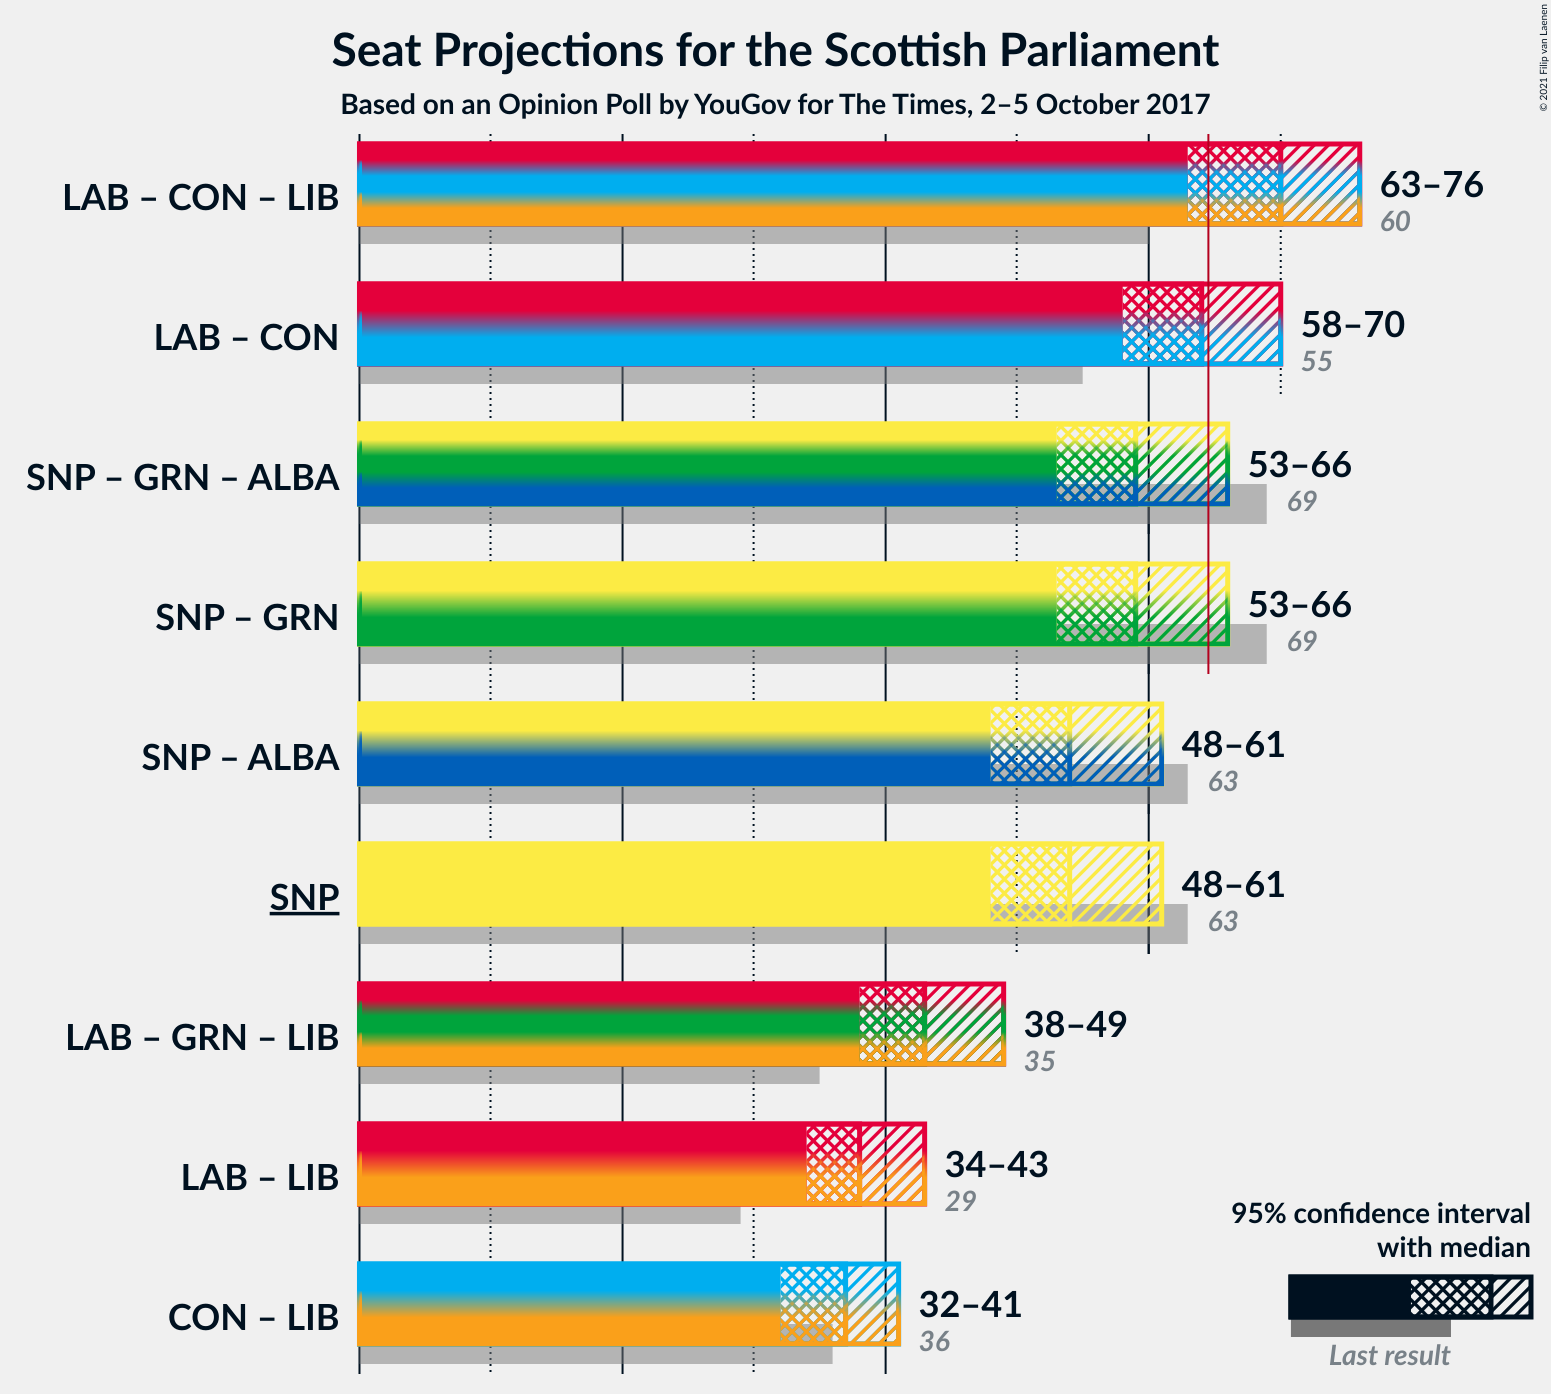 Seat Projections for the Scottish Parliament
Based on an Opinion Poll by YouGov for The Times, 2–5 October 2017
© 2021 Filip van Laenen
LAB – CON – LIB
63–76
60
LAB – CON
58–70
55
SNP – GRN – ALBA
53–66
69
SNP – GRN
53–66
69
SNP – ALBA
48–61
63
SNP
48–61
63
LAB – GRN – LIB
38–49
35
LAB – LIB
34–43
29
CON – LIB
32–41
36
95% confidence interval
with median
Last result